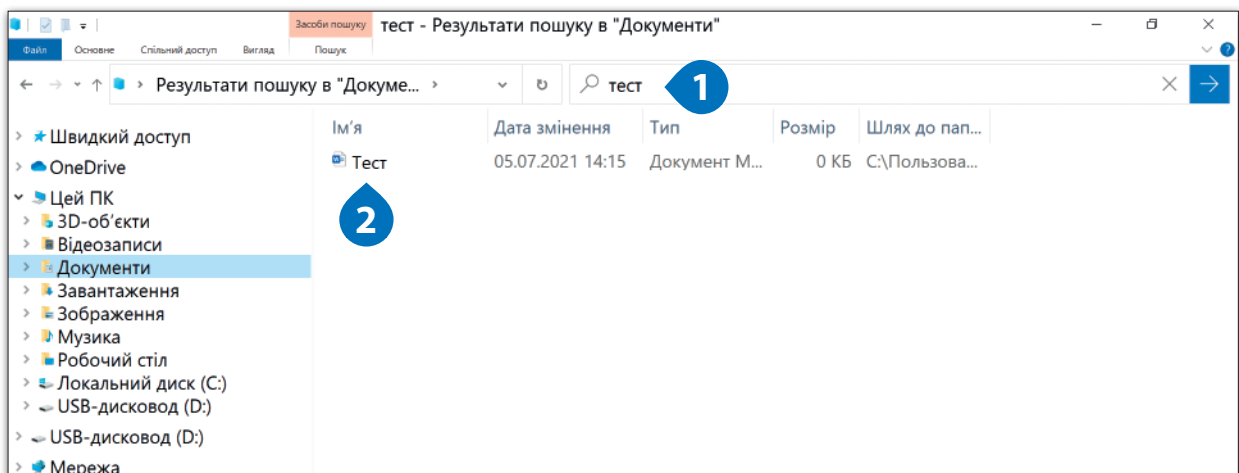 Засоби пошуку тест - Результати пошуку в "Документи"
Файл Основне Спільний доступ Вигляд Пошук
Результати пошуку в "Докуме... тест 1
Ім’я Дата змінення Тип Розмір Шлях до пап...
Тест 05.07.2021 14:15 Документ М... 0 КБ С:\Пользова...
2
Швидкий доступ
OneDrive
Цей ПК
3D-об’єкти
Відеозаписи
Документи
Завантаження
Зображення
Музика
Робочий стіл
Локальний диск (C:)
USB-дисковод (D:)
USB-дисковод (D:)
Мережа